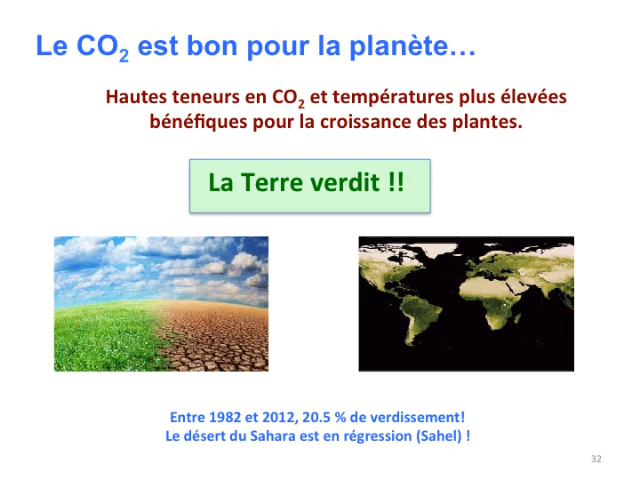 Le CO2 est bon pour la planète…
Hautes teneurs en CO2 et températures plus élevées
bénéfiques pour la croissance des plantes.
La Terre verdit !!
Entre 1982 et 2012, 20.5 % de verdissement!
Le désert du Sahara est en régression (Sahel) !
32